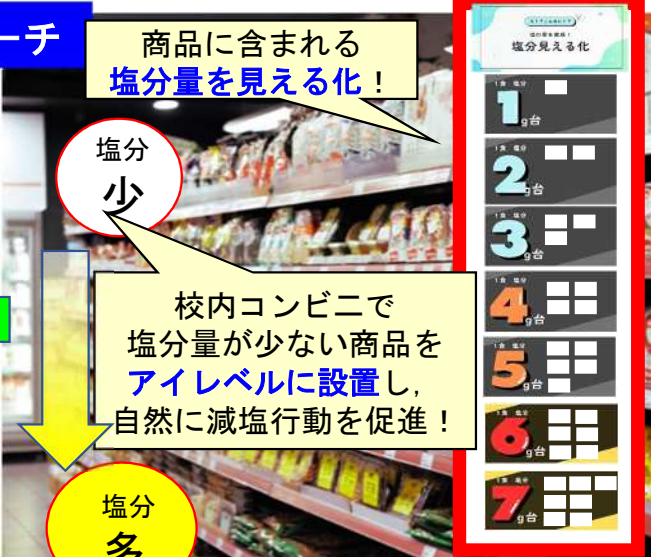 ーチ
商品に含まれる
塩分量を見える化！
塩分
少
校内コンビニで
塩分量が少ない商品を
アイレベルに設置し，
自然に減塩行動を促進！
塩分
多
塩分見える化
1食 塩分
1g台
1食 塩分
2g台
1食 塩分
3g台
1食 塩分
4g台
1食 塩分
5g台
1食 塩分
6g台
1食 塩分
7g台